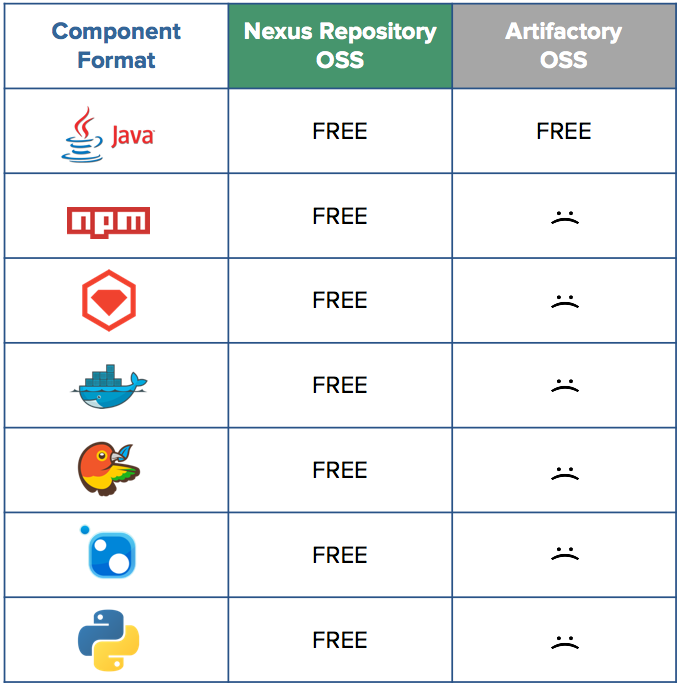 Component
Format
Nexus Repository
OSS
Artifactory
OSS
Java
FREE
FREE
npm
FREE
FREE
FREE
FREE
FREE
FREE